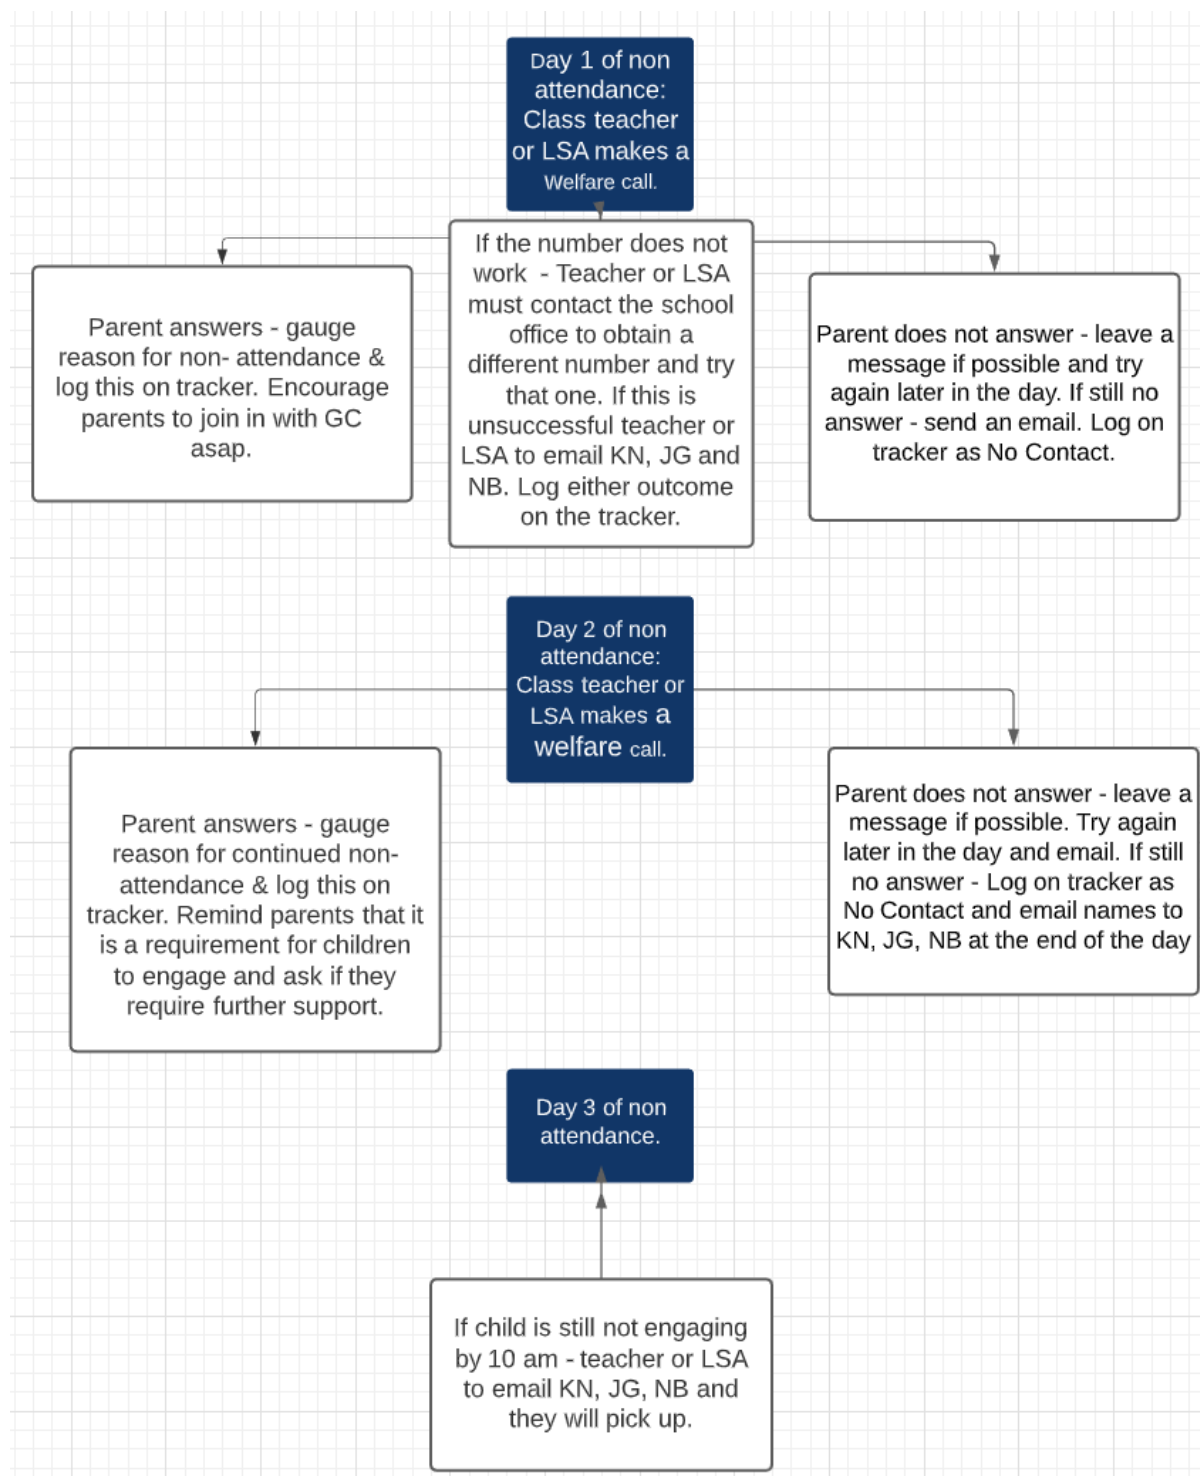 Day 1 of non
attendance:
Class teacher
or LSA makes a
Welfare call.
Parent answers - gauge
reason for non- attendance &
log this on tracker. Encourage
parents to join in with GC
asap.
If the number does not
work - Teacher or LSA
must contact the school
office to obtain a
different number and try
that one. If this is
unsuccessful teacher or
LSA to email KN, JG and
NB. Log either outcome
on the tracker.
Parent does not answer - leave a
message if possible and try
again later in the day. If still no
answer - send an email. Log on
tracker as No Contact.
Day 2 of non
attendance:
Class teacher or
LSA makes a
welfare call.
Parent answers - gauge
reason for continued non-
attendance & log this on
tracker. Remind parents that it
is a requirement for children
to engage and ask if they
require further support.
Parent does not answer - leave a
message if possible. Try again
later in the day and email. If still
no answer - Log on tracker as
No Contact and email names to
KN, JG, NB at the end of the day
Day 3 of non
attendance.
If child is still not engaging
by 10 am - teacher or LSA
to email KN, JG, NB and
they will pick up.